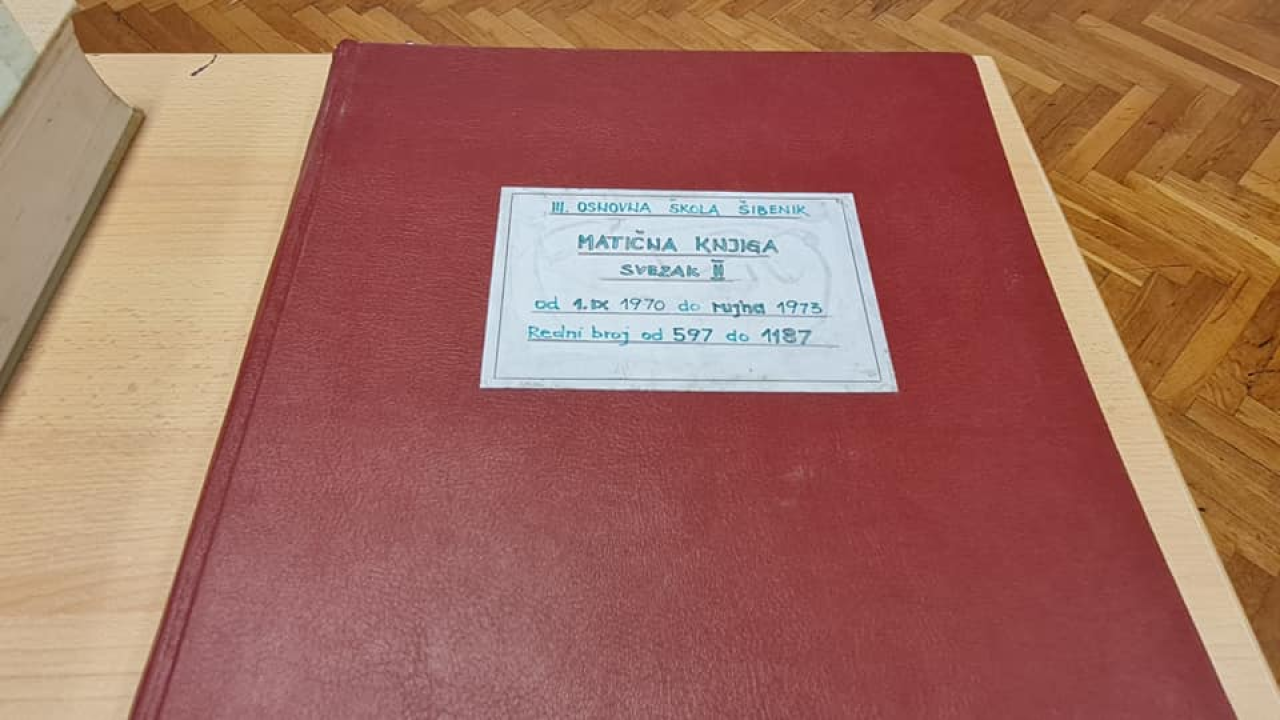 III. OSNOVNA ŠKOLA ŠIBENIK
MATIČNA KNJIGA
SVEZAK II
od 1. IX 1970 do rujna 1973
Redni broj od 597 do 1187